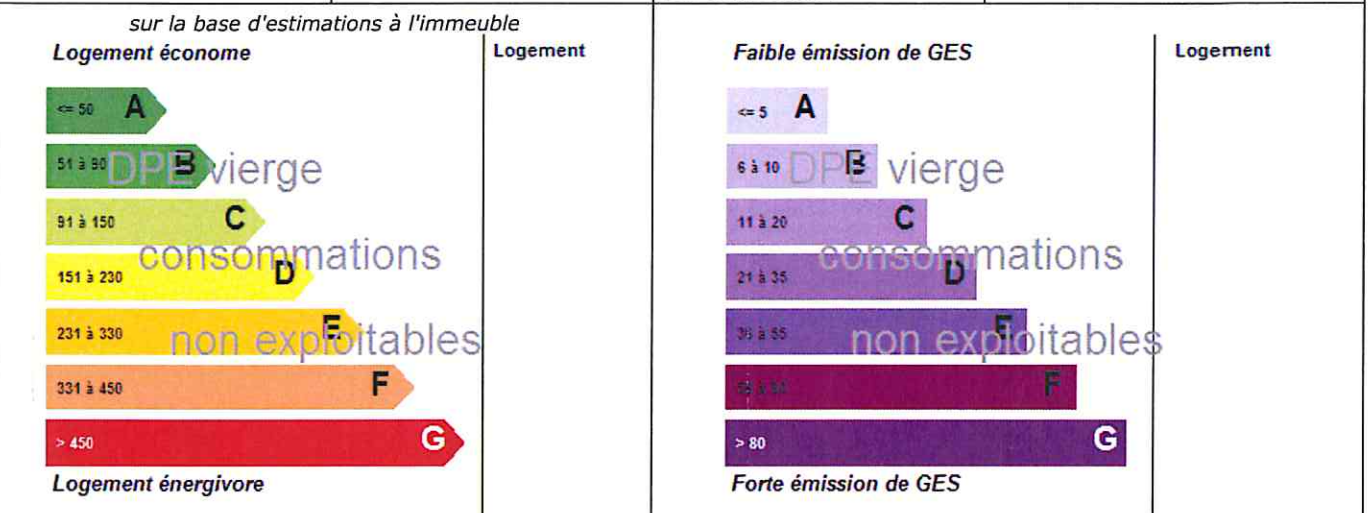 sur la base d'estimations à l'immeuble
Logement économe
Logement
<= 50 A
51 à 90 B
DPE vierge
91 à 150 C
consommations
151 à 230 D
231 à 330 E
non exploitables
331 à 450 F
> 450 G
Logement énergivore
Faible émission de GES
Logement
<= 5 A
6 à 10 B
DPE vierge
11 à 20 C
consommations
21 à 35 D
36 à 55 E
non exploitables
F
> 80 G
Forte émission de GES